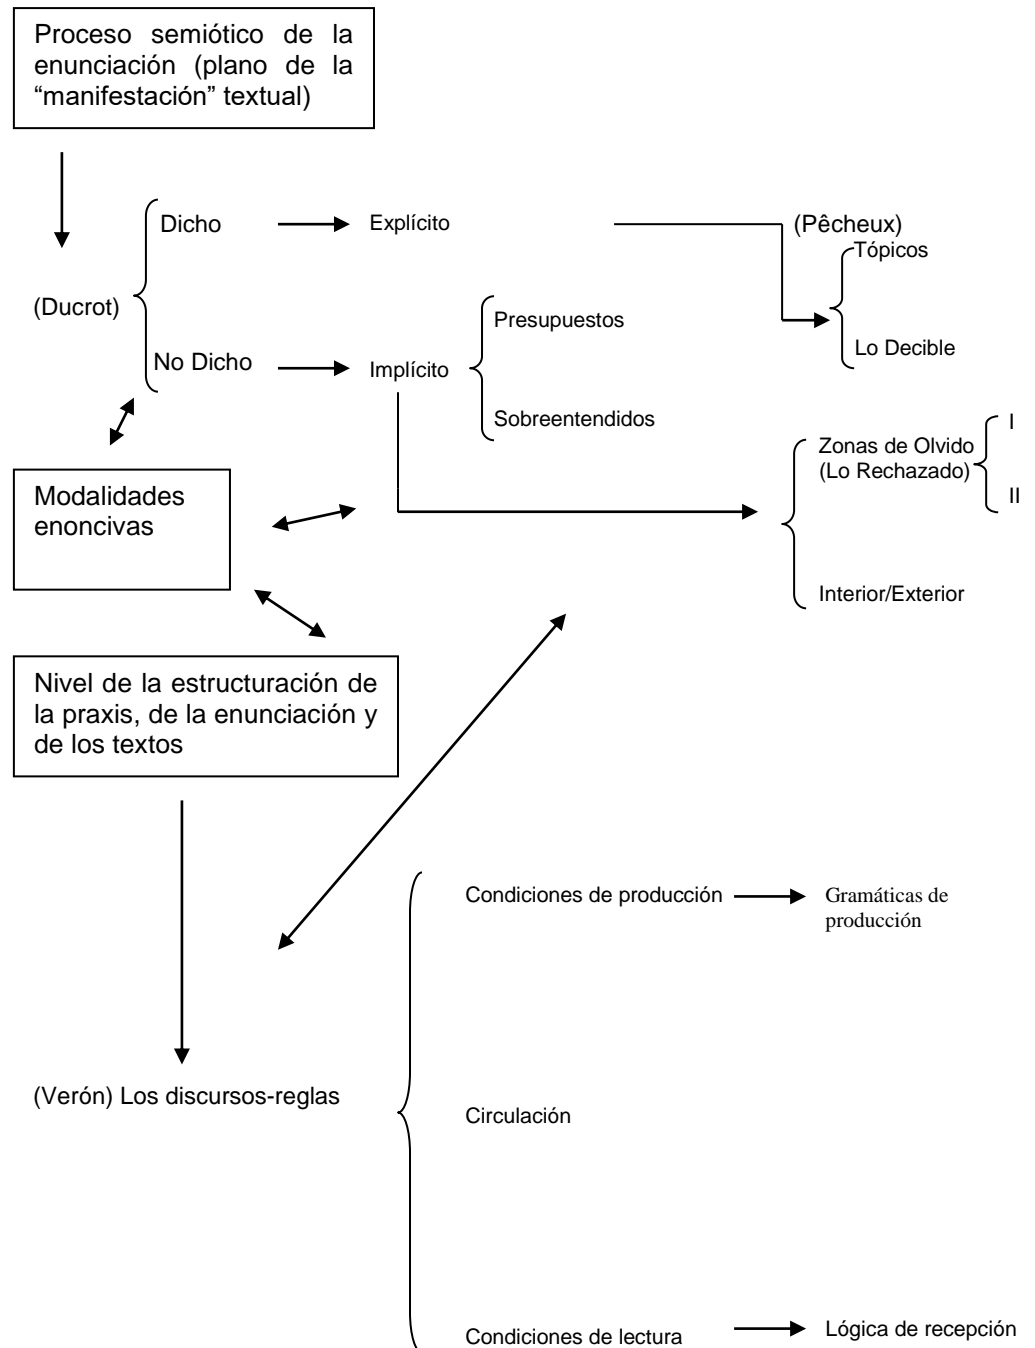 Proceso semiótico de la
enunciación (plano de la
“manifestación” textual)
Dicho
Explícito
(Pêcheux)
Tópicos
(Ducrot)
Presupuestos
Lo Decible
No Dicho
Implícito
Sobreentendidos
I
Zonas de Olvido
(Lo Rechazado)
II
Modalidades
enoncivas
Interior/Exterior
Nivel de la estructuración de
la praxis, de la enunciación y
de los textos
Condiciones de producción
Gramáticas de
producción
(Verón) Los discursos-reglas
Circulación
Condiciones de lectura
Lógica de recepción